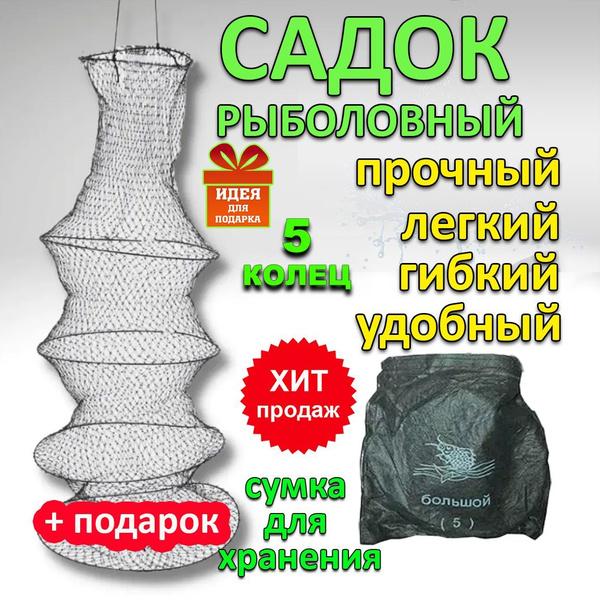 САДОК
РЫБОЛОВНЫЙ
прочный
ИДЕЯ
ДЛЯ
ПОДАРКА
легкий
5
КОЛЕЦ
гибкий
удобный
ХИТ
продаж
большой
( 5 )
сумка
для
хранения
+ подарок